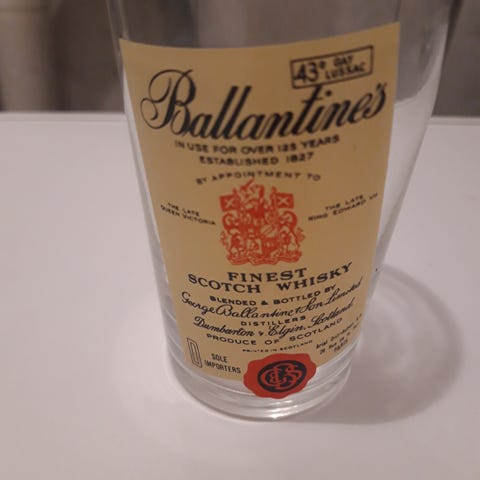 43° GAY
LUSSAC
Ballantine's
IN USE FOR OVER 125 YEARS
ESTABLISHED 1827
BY APPOINTMENT TO
THE LATE
QUEEN VICTORIA
THE LATE
KING EDWARD VII
FINEST
SCOTCH WHISKY
BLENDED & BOTTLED BY
George Ballantine & Son Limited
DISTILLERS
Dumbarton & Elgin, Scotland
PRODUCE OF SCOTLAND
PRINTED IN SCOTLAND
SOLE
IMPORTERS
PARIS